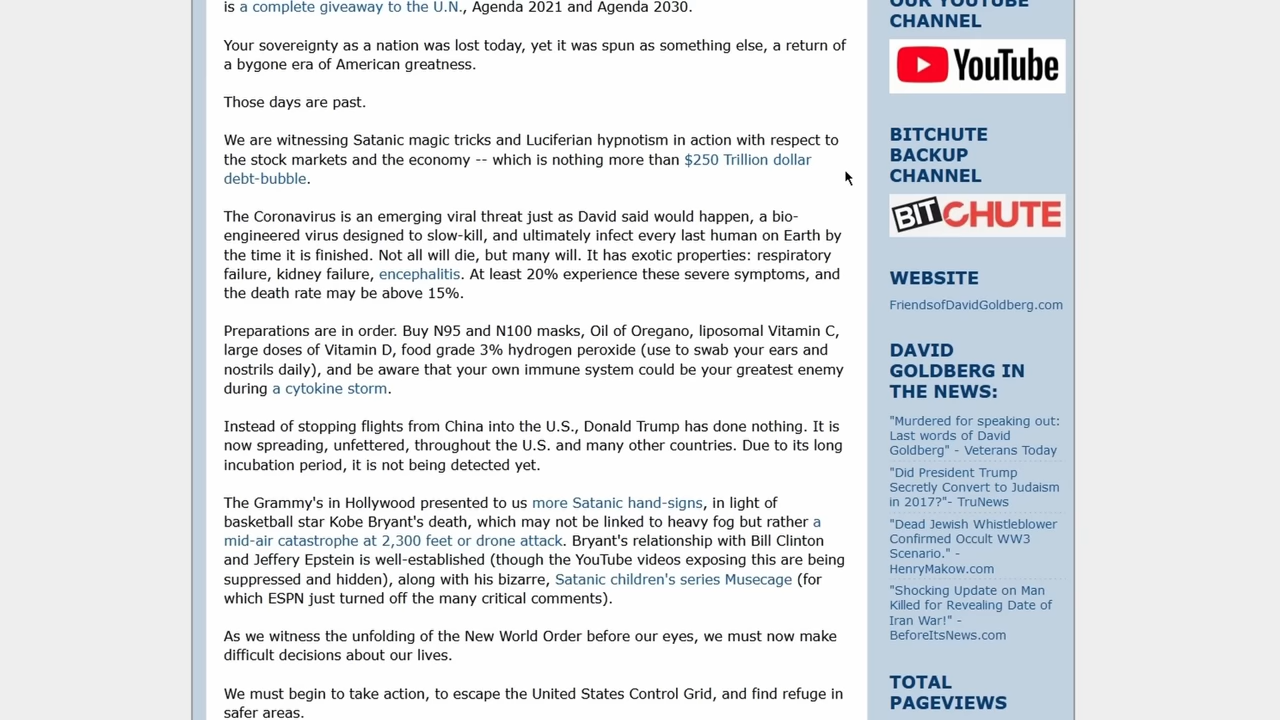 is a complete giveaway to the U.N., Agenda 2021 and Agenda 2030.
Your sovereignty as a nation was lost today, yet it was spun as something else, a return of
a bygone era of American greatness.
Those days are past.
We are witnessing Satanic magic tricks and Luciferian hypnotism in action with respect to
the stock markets and the economy -- which is nothing more than $250 Trillion dollar
debt-bubble.
The Coronavirus is an emerging viral threat just as David said would happen, a bio-
engineered virus designed to slow-kill, and ultimately infect every last human on Earth by
the time it is finished. Not all will die, but many will. It has exotic properties: respiratory
failure, kidney failure, encephalitis. At least 20% experience these severe symptoms, and
the death rate may be above 15%.
Preparations are in order. Buy N95 and N100 masks, Oil of Oregano, liposomal Vitamin C,
large doses of Vitamin D, food grade 3% hydrogen peroxide (use to swab your ears and
nostrils daily), and be aware that your own immune system could be your greatest enemy
during a cytokine storm.
Instead of stopping flights from China into the U.S., Donald Trump has done nothing. It is
now spreading, unfettered, throughout the U.S. and many other countries. Due to its long
incubation period, it is not being detected yet.
The Grammy's in Hollywood presented to us more Satanic hand-signs, in light of
basketball star Kobe Bryant's death, which may not be linked to heavy fog but rather a
mid-air catastrophe at 2,300 feet or drone attack. Bryant's relationship with Bill Clinton
and Jeffery Epstein is well-established (though the YouTube videos exposing this are being
suppressed and hidden), along with his bizarre, Satanic children's series Musecage (for
which ESPN just turned off the many critical comments).
As we witness the unfolding of the New World Order before our eyes, we must now make
difficult decisions about our lives.
We must begin to take action, to escape the United States Control Grid, and find refuge in
safer areas.
OUR YOUTUBE
CHANNEL
YouTube
BITCHUTE
BACKUP
CHANNEL
BITCHUTE
WEBSITE
FriendsofDavidGoldberg.com
DAVID
GOLDBERG IN
THE NEWS:
"Murdered for speaking out:
Last words of David
Goldberg" - Veterans Today
"Did President Trump
Secretly Convert to Judaism
in 2017?"- TruNews
"Dead Jewish Whistleblower
Confirmed Occult WW3
Scenario." -
HenryMakow.com
"Shocking Update on Man
Killed for Revealing Date of
Iran War!" -
BeforeItsNews.com
TOTAL
PAGEVIEWS